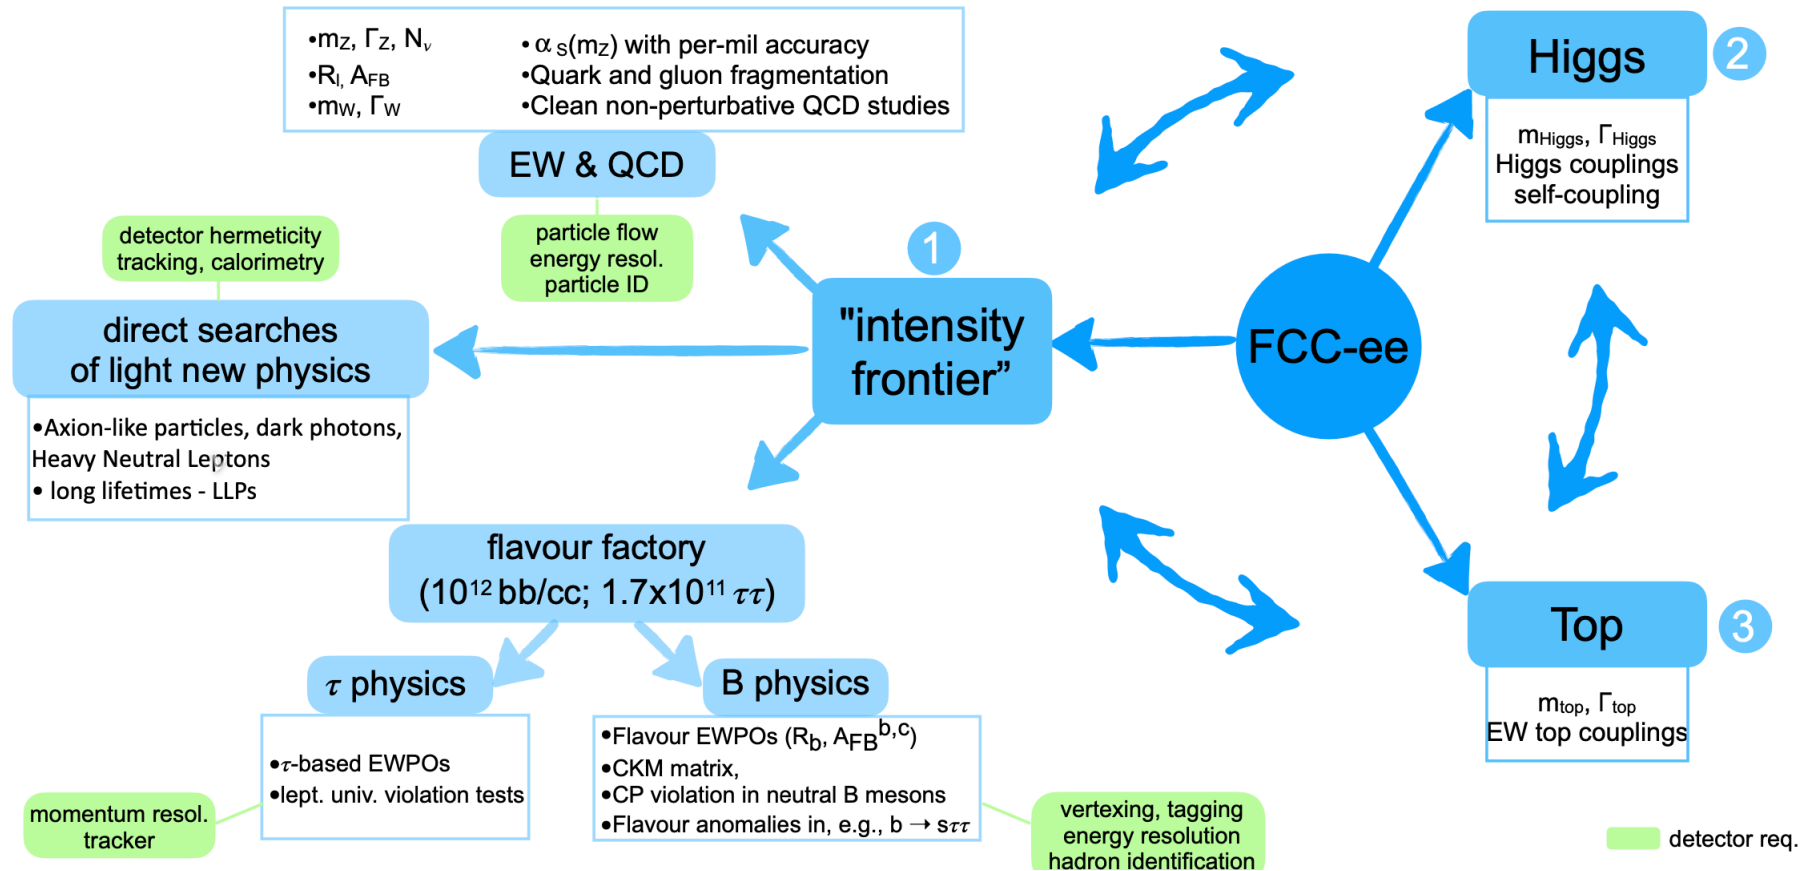 •mZ, ΓZ, Nν
•Rl, AFB
•mW, ΓW
• αS(mZ) with per-mil accuracy
•Quark and gluon fragmentation
•Clean non-perturbative QCD studies
EW & QCD
particle flow
energy resol.
particle ID
detector hermeticity
tracking, calorimetry
direct searches
of light new physics
•Axion-like particles, dark photons,
Heavy Neutral Leptons
• long lifetimes - LLPs
1
"intensity
frontier”
FCC-ee
Higgs
2
mHiggs, ΓHiggs
Higgs couplings
self-coupling
Top
3
mtop, Γtop
EW top couplings
flavour factory
(10¹² bb/cc; 1.7x10¹¹ ττ)
τ physics
•τ-based EWPOs
•lept. univ. violation tests
momentum resol.
tracker
B physics
•Flavour EWPOs (Rb, AFBb,c)
•CKM matrix,
•CP violation in neutral B mesons
•Flavour anomalies in, e.g., b → sττ
vertexing, tagging
energy resolution
hadron identification
detector req.